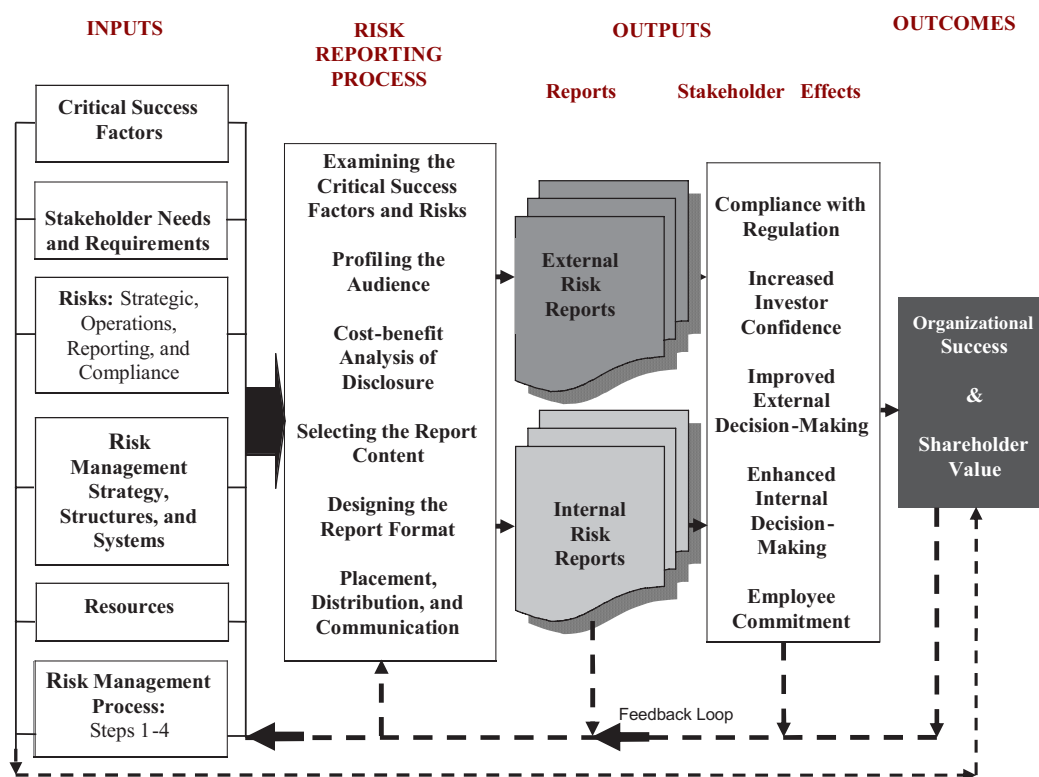 INPUTS
RISK
REPORTING
PROCESS
OUTPUTS
OUTCOMES
Reports
Stakeholder Effects
Critical Success
Factors
Stakeholder Needs
and Requirements
Risks: Strategic,
Operations,
Reporting, and
Compliance
Risk
Management
Strategy,
Structures, and
Systems
Resources
Risk Management
Process:
Steps 1-4
Examining the
Critical Success
Factors and Risks
Profiling the
Audience
Cost-benefit
Analysis of
Disclosure
Selecting the Report
Content
Designing the
Report Format
Placement,
Distribution, and
Communication
External
Risk
Reports
Internal
Risk
Reports
Compliance with
Regulation
Increased
Investor
Confidence
Improved
External
Decision-Making
Enhanced
Internal
Decision-
Making
Employee
Commitment
Organizational
Success
&
Shareholder
Value
Feedback Loop